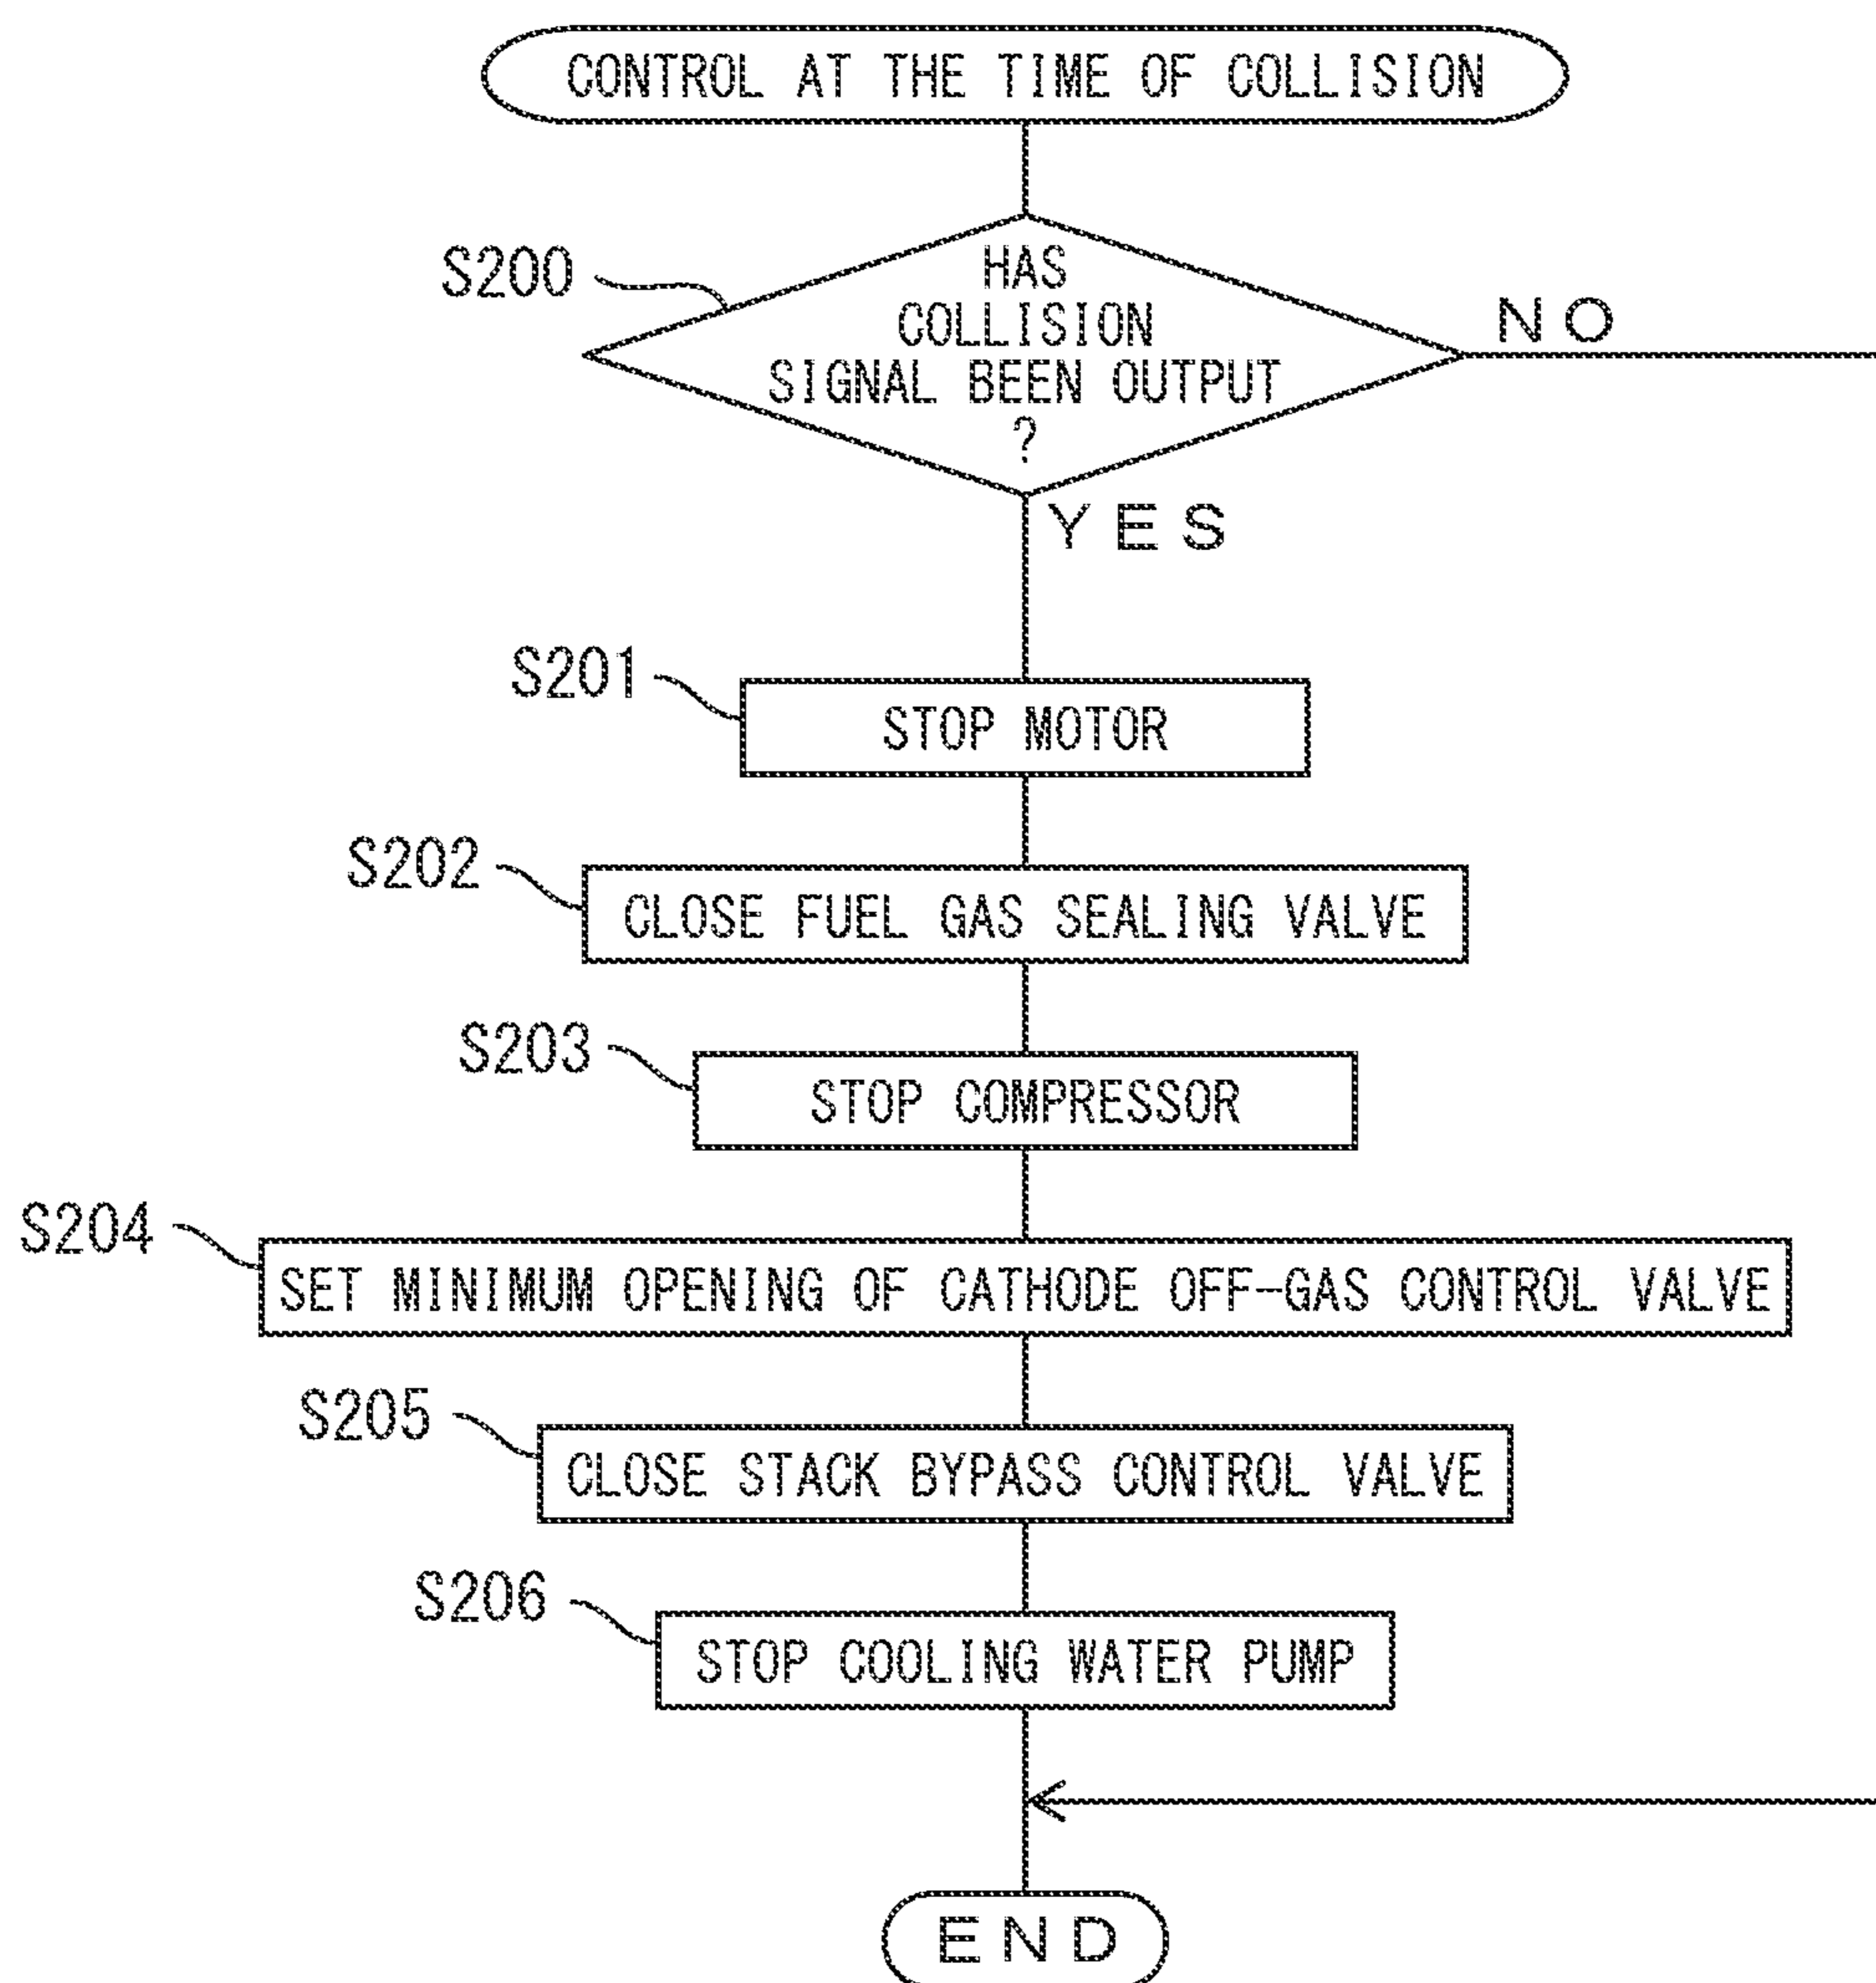 CONTROL AT THE TIME OF COLLISION
S200
HAS
COLLISION
SIGNAL BEEN OUTPUT
?
NO
YES
S201
STOP MOTOR
S202
CLOSE FUEL GAS SEALING VALVE
S203
STOP COMPRESSOR
S204
SET MINIMUM OPENING OF CATHODE OFF-GAS CONTROL VALVE
S205
CLOSE STACK BYPASS CONTROL VALVE
S206
STOP COOLING WATER PUMP
END